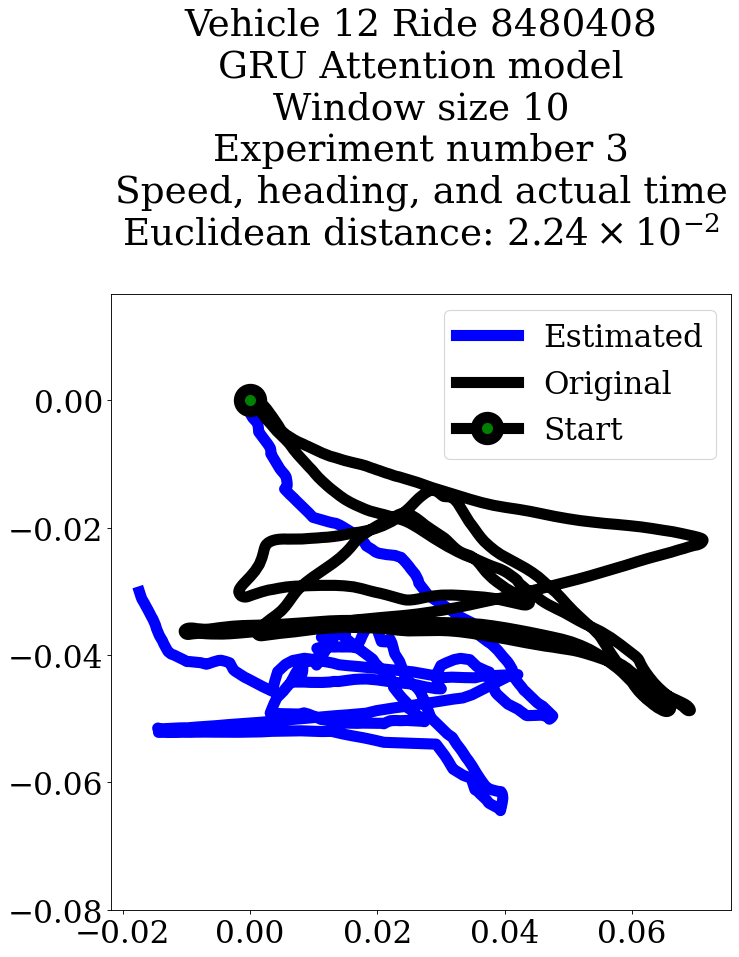 Vehicle 12 Ride 8480408
GRU Attention model
Window size 10
Experiment number 3
Speed, heading, and actual time
Euclidean distance: 2.24 × 10⁻²
Estimated
Original
Start
0.00
−0.02
−0.04
−0.06
−0.08
−0.02 0.00 0.02 0.04 0.06